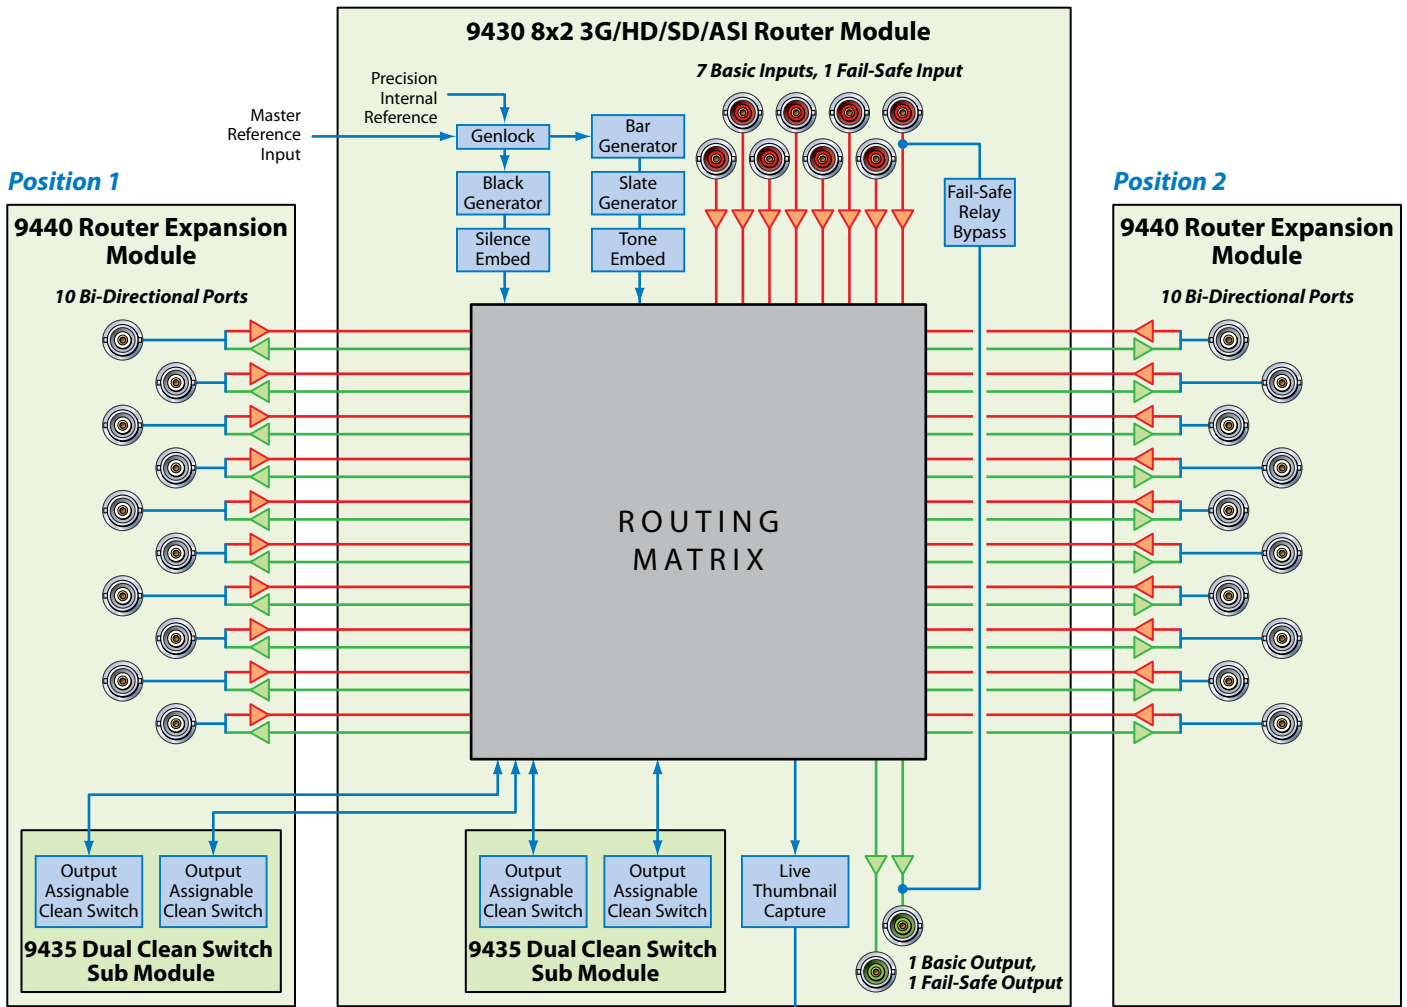 9430 8x2 3G/HD/SD/ASI Router Module
7 Basic Inputs, 1 Fail-Safe Input
Precision
Internal
Reference
Master
Reference
Input
Genlock
Bar
Generator
Black
Generator
Slate
Generator
Silence
Embed
Tone
Embed
Fail-Safe
Relay
Bypass
Position 1
9440 Router Expansion
Module
10 Bi-Directional Ports
Position 2
9440 Router Expansion
Module
10 Bi-Directional Ports
ROUTING
MATRIX
Output
Assignable
Clean Switch
Output
Assignable
Clean Switch
9435 Dual Clean Switch
Sub Module
Output
Assignable
Clean Switch
Output
Assignable
Clean Switch
9435 Dual Clean Switch
Sub Module
Live
Thumbnail
Capture
1 Basic Output,
1 Fail-Safe Output